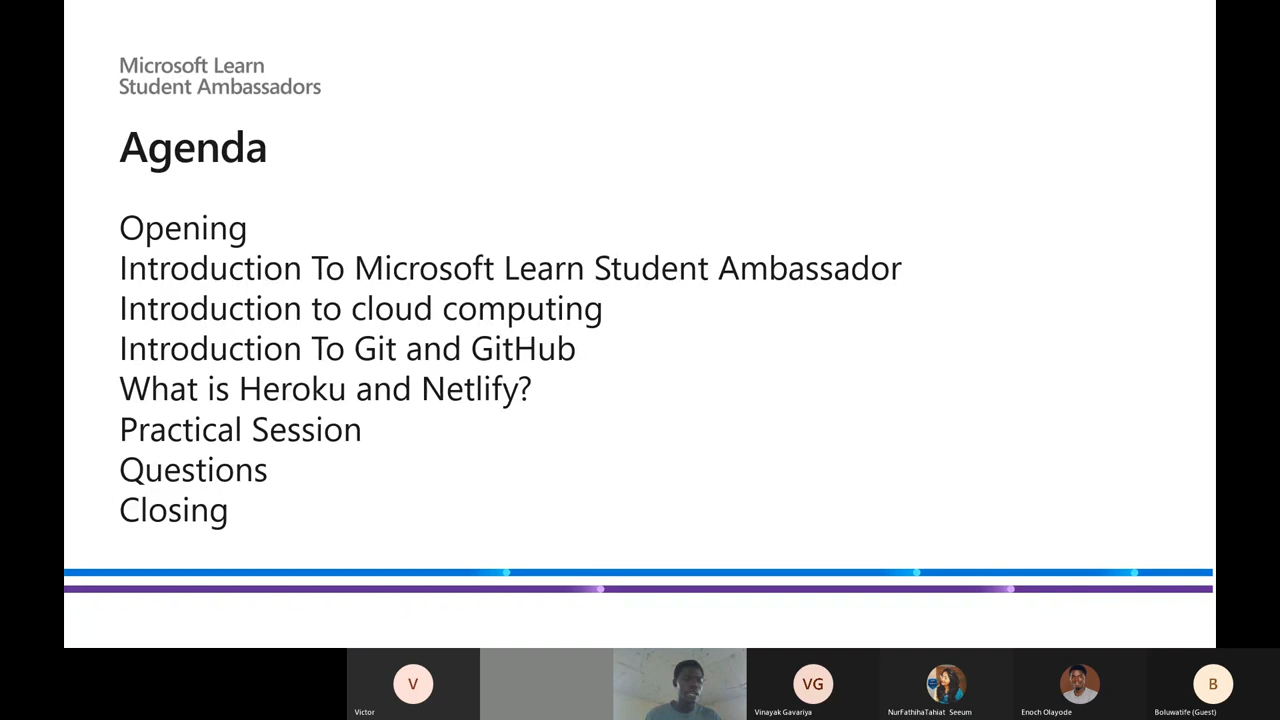 Microsoft Learn
Student Ambassadors
Agenda
Opening
Introduction To Microsoft Learn Student Ambassador
Introduction to cloud computing
Introduction To Git and GitHub
What is Heroku and Netlify?
Practical Session
Questions
Closing
V
VG
B
Victor
Vinayak Gavariya
NurFathihaTahiat Seeum
Enoch Olayode
Boluwatife (Guest)